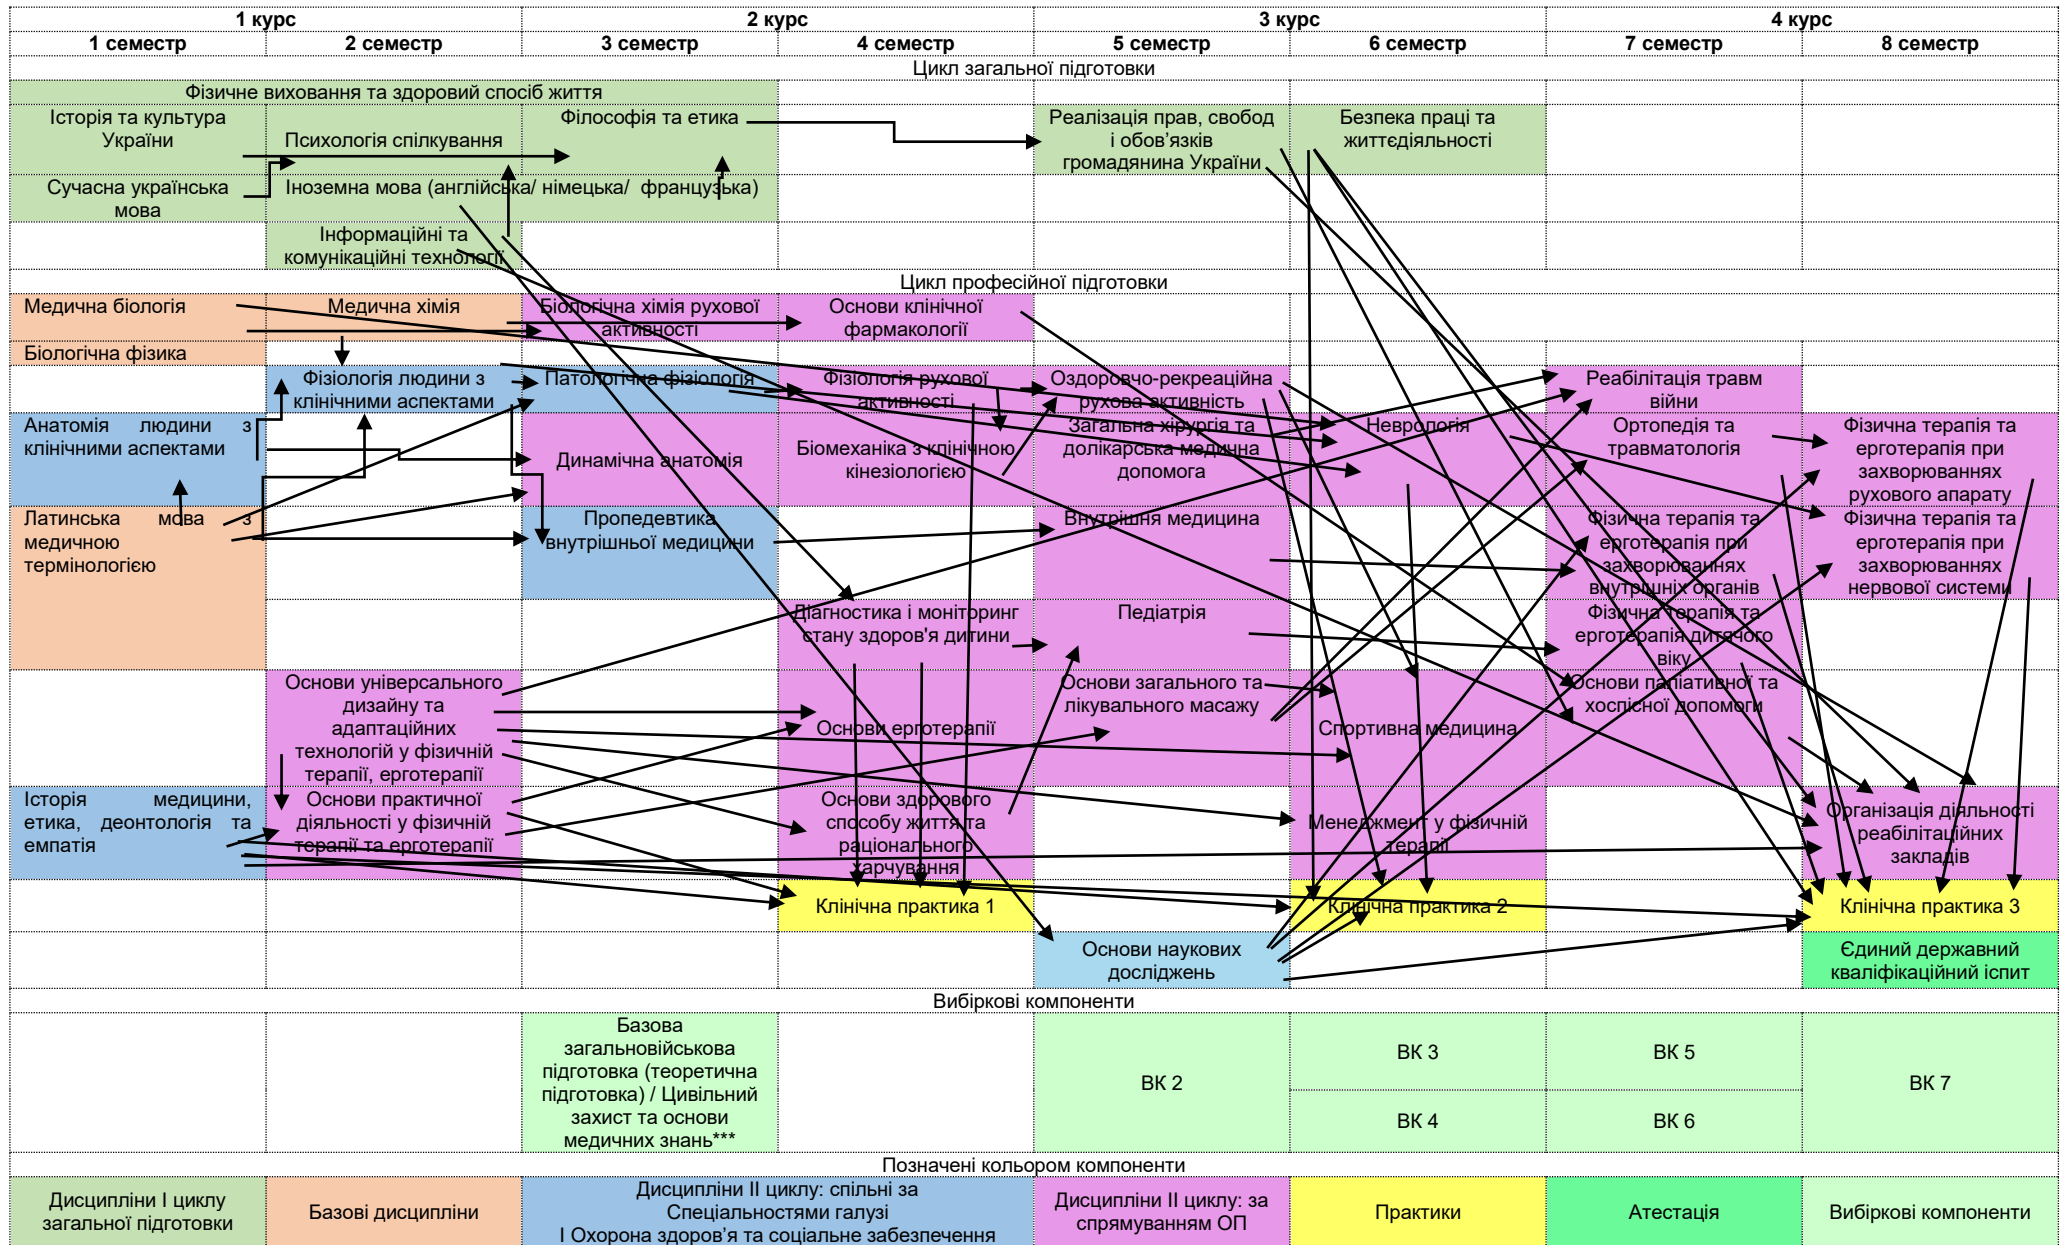 1 курс
2 курс
3 курс
4 курс
1 семестр
2 семестр
3 семестр
4 семестр
5 семестр
6 семестр
7 семестр
8 семестр
Цикл загальної підготовки
Фізичне виховання та здоровий спосіб життя
Історія та культура
України
Психологія спілкування
Філософія та етика
Реалізація прав, свобод
і обов’язків
громадянина України
Безпека праці та
життєдіяльності
Сучасна українська
мова
Іноземна мова (англійська/ німецька/ французька)
Інформаційні та
комунікаційні технології
Цикл професійної підготовки
Медична біологія
Медична хімія
Біологічна хімія рухової
активності
Основи клінічної
фармакології
Біологічна фізика
Фізіологія людини з
клінічними аспектами
Патологічна фізіологія
Фізіологія рухової
активності
Оздоровчо-рекреаційна
рухова активність
Реабілітація травм
війни
Анатомія людини з
клінічними аспектами
Динамічна анатомія
Біомеханіка з клінічною
кінезіологією
Загальна хірургія та
долікарська медична
допомога
Неврологія
Ортопедія та
травматологія
Фізична терапія та
ерготерапія при
захворюваннях
рухового апарату
Латинська мова з
медичною
термінологією
Пропедевтика
внутрішньої медицини
Внутрішня медицина
Фізична терапія та
ерготерапія при
захворюваннях
внутрішніх органів
Фізична терапія та
ерготерапія при
захворюваннях
нервової системи
Діагностика і моніторинг
стану здоров'я дитини
Педіатрія
Фізична терапія та
ерготерапія дитячого
віку
Основи універсального
дизайну та
адаптаційних
технологій у фізичній
терапії, ерготерапії
Основи ерготерапії
Основи загального та
лікувального масажу
Спортивна медицина
Основи паліативної та
хоспісної допомоги
Історія медицини,
етика, деонтологія та
емпатія
Основи практичної
діяльності у фізичній
терапії та ерготерапії
Основи здорового
способу життя та
раціонального
харчування
Менеджмент у фізичній
терапії
Організація діяльності
реабілітаційних
закладів
Клінічна практика 1
Клінічна практика 2
Клінічна практика 3
Основи наукових
досліджень
Єдиний державний
кваліфікаційний іспит
Вибіркові компоненти
Базова
загальновійськова
підготовка (теоретична
підготовка) / Цивільний
захист та основи
медичних знань***
ВК 2
ВК 3
ВК 4
ВК 5
ВК 6
ВК 7
Позначені кольором компоненти
Дисципліни І циклу
загальної підготовки
Базові дисципліни
Дисципліни ІІ циклу: спільні за
Спеціальностями галузі
І Охорона здоров’я та соціальне забезпечення
Дисципліни ІІ циклу: за
спрямуванням ОП
Практики
Атестація
Вибіркові компоненти